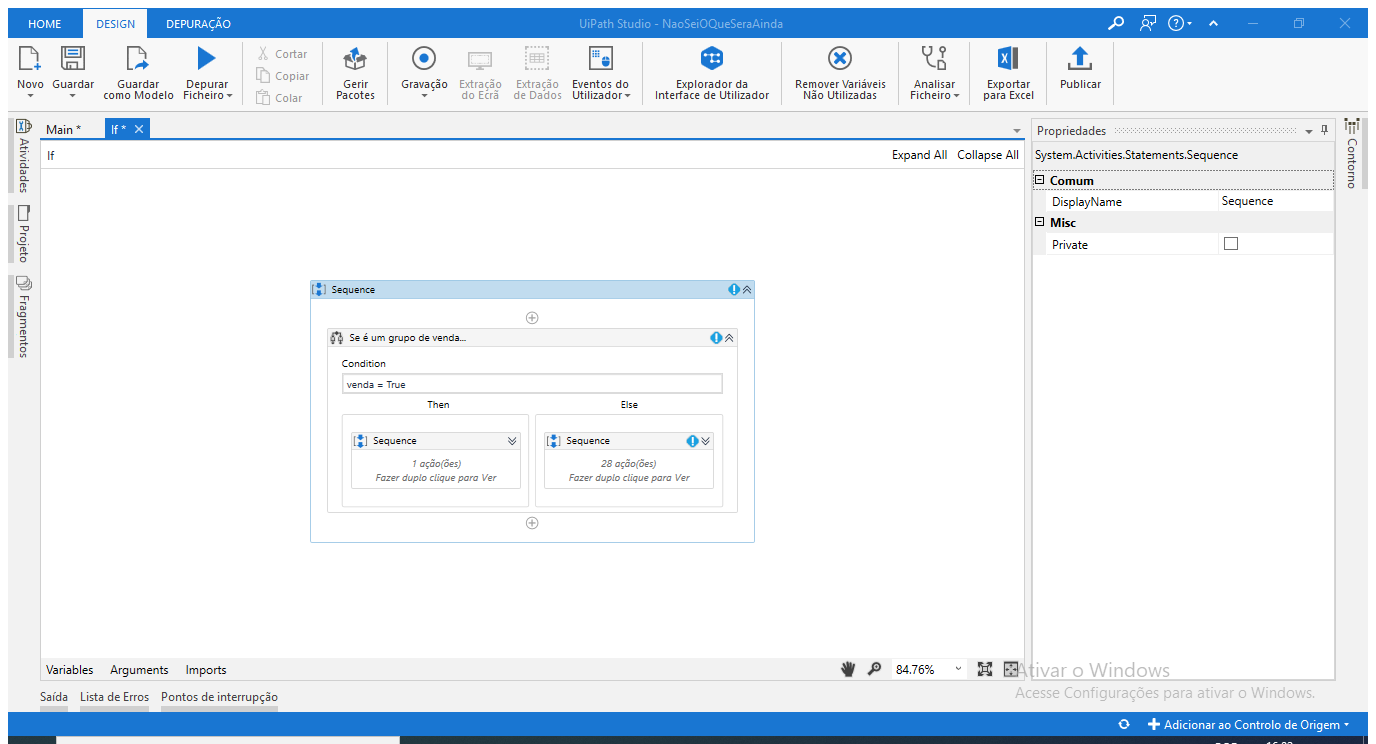 HOME DESIGN DEPURAÇÃO UiPath Studio - NaoSeiOQueSeraAinda
Novo
Guardar
Guardar
como Modelo
Depurar
Ficheiro
Cortar
Copiar
Colar
Gerir
Pacotes
Gravação
Extração
do Ecrã
Extração
de Dados
Eventos do
Utilizador
Explorador da
Interface de Utilizador
Remover Variáveis
Não Utilizadas
Analisar
Ficheiro
Exportar
para Excel
Publicar
Atividades
Projeto
Fragmentos
Main *
If *
If
Expand All Collapse All
Sequence
Se é um grupo de venda...
Condition
venda = True
Then
Else
Sequence
1 ação(ões)
Fazer duplo clique para Ver
Sequence
28 ação(ões)
Fazer duplo clique para Ver
Propriedades
System.Activities.Statements.Sequence
Comum
DisplayName Sequence
Misc
Private
Contorno
Variables Arguments Imports
84.76%
Ativar o Windows
Acesse Configurações para ativar o Windows.
Saída Lista de Erros Pontos de interrupção
Adicionar ao Controlo de Origem